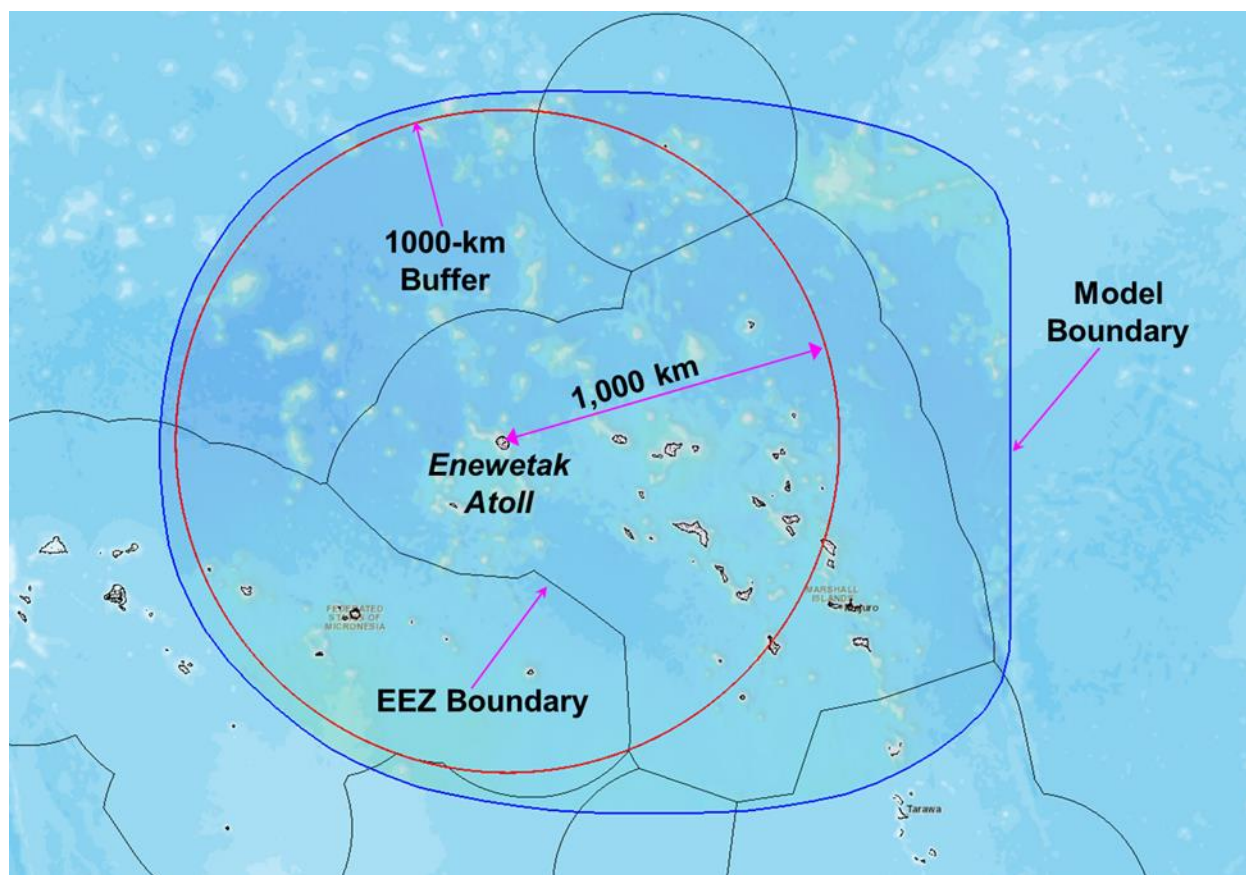 1000-km
Buffer
Model
Boundary
1,000 km
Enewetak
Atoll
MARSHALL
ISLANDS
FEDERATED
STATES OF
MICRONESIA
EEZ Boundary
Tarawa